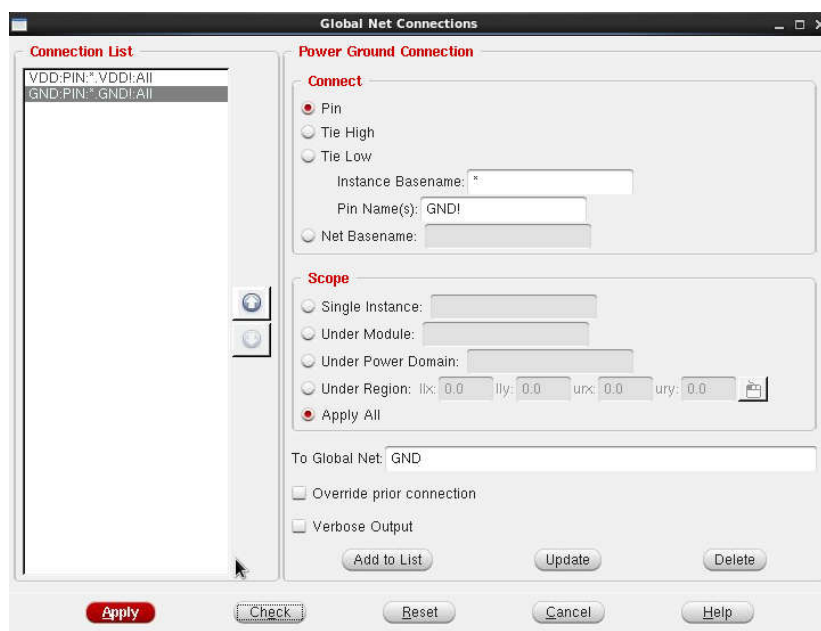 Global Net Connections
Connection List
VDD:PIN:*.VDD!:All
GND:PIN:*.GND!:All
Power Ground Connection
Connect
Pin
Tie High
Tie Low
Instance Basename: *
Pin Name(s): GND!
Net Basename:
Scope
Single Instance:
Under Module:
Under Power Domain:
Under Region: llx: 0.0 lly: 0.0 urx: 0.0 ury: 0.0
Apply All
To Global Net: GND
Override prior connection
Verbose Output
Add to List Update Delete
Apply Check Reset Cancel Help